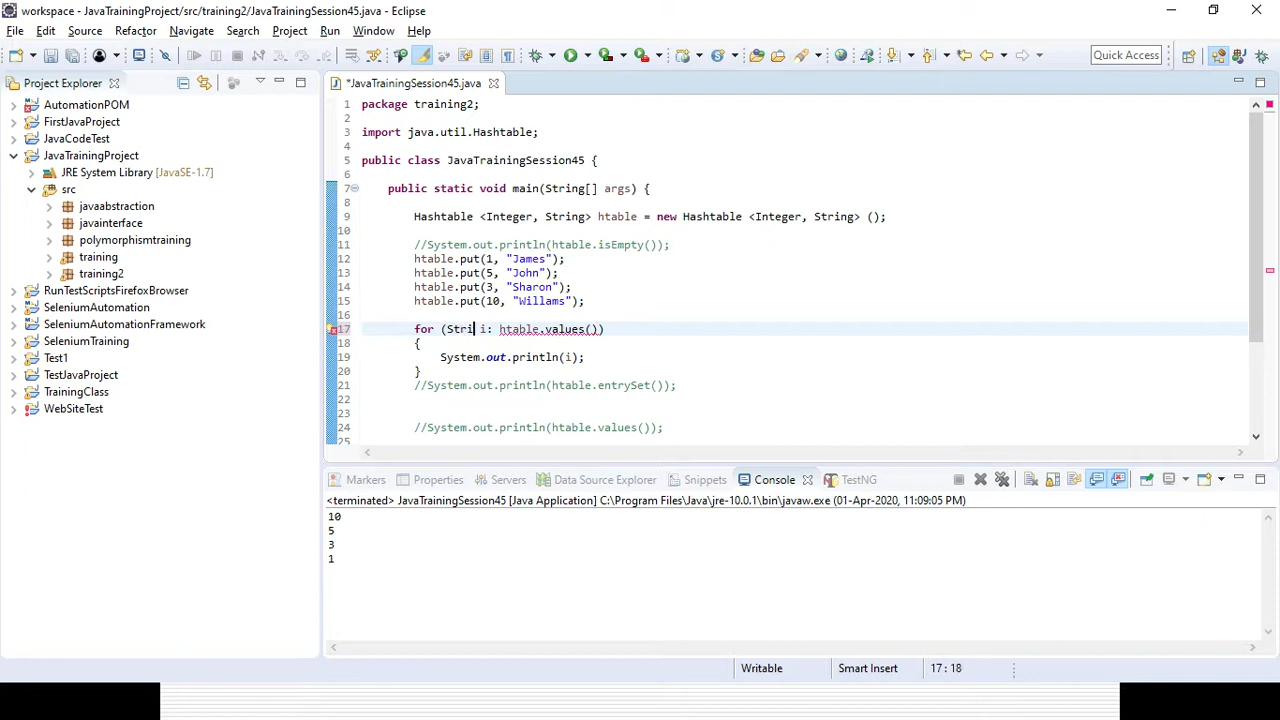 workspace - JavaTrainingProject/src/training2/JavaTrainingSession45.java - Eclipse
File Edit Source Refactor Navigate Search Project Run Window Help
Quick Access
Project Explorer
*JavaTrainingSession45.java
AutomationPOM
FirstJavaProject
JavaCodeTest
JavaTrainingProject
JRE System Library [JavaSE-1.7]
src
javaabstraction
javainterface
polymorphismtraining
training
training2
RunTestScriptsFirefoxBrowser
SeleniumAutomation
SeleniumAutomationFramework
SeleniumTraining
Test1
TestJavaProject
TrainingClass
WebSiteTest
1 package training2;
2
3 import java.util.Hashtable;
4
5 public class JavaTrainingSession45 {
6
7 public static void main(String[] args) {
8
9 Hashtable <Integer, String> htable = new Hashtable <Integer, String> ();
10
11 //System.out.println(htable.isEmpty());
12 htable.put(1, "James");
13 htable.put(5, "John");
14 htable.put(3, "Sharon");
15 htable.put(10, "Willams");
16
17 for (Stri i: htable.values())
18 {
19 System.out.println(i);
20 }
21 //System.out.println(htable.entrySet());
22
23
24 //System.out.println(htable.values());
25
Markers Properties Servers Data Source Explorer Snippets Console TestNG
<terminated> JavaTrainingSession45 [Java Application] C:\Program Files\Java\jre-10.0.1\bin\javaw.exe (01-Apr-2020, 11:09:05 PM)
10
5
3
1
Writable Smart Insert 17 : 18